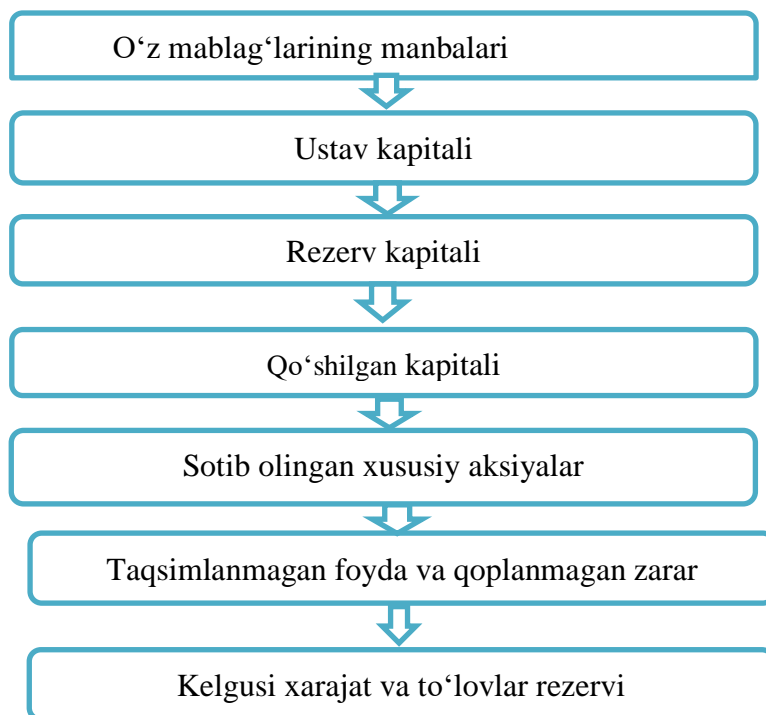 O‘z mablag‘larining manbalari
Ustav kapitali
Rezerv kapitali
Qo‘shilgan kapitali
Sotib olingan xususiy aksiyalar
Taqsimlanmagan foyda va qoplanmagan zarar
Kelgusi xarajat va to‘lovlar rezervi